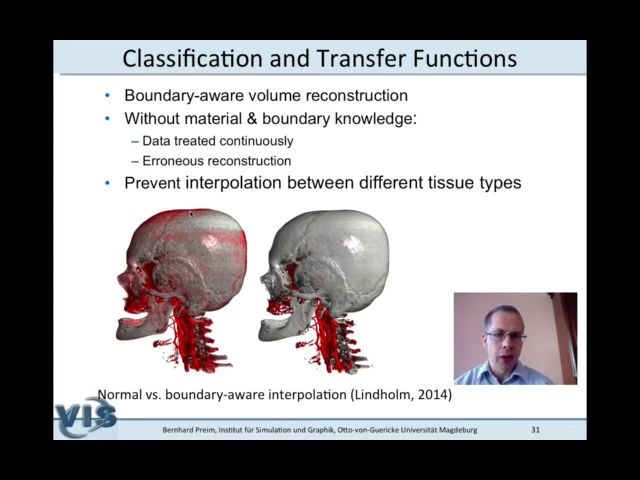 Classification and Transfer Functions
• Boundary-aware volume reconstruction
• Without material & boundary knowledge:
– Data treated continuously
– Erroneous reconstruction
• Prevent interpolation between different tissue types
Normal vs. boundary-aware interpolation (Lindholm, 2014)
VIS
Bernhard Preim, Institut für Simulation und Graphik, Otto-von-Guericke Universität Magdeburg
31